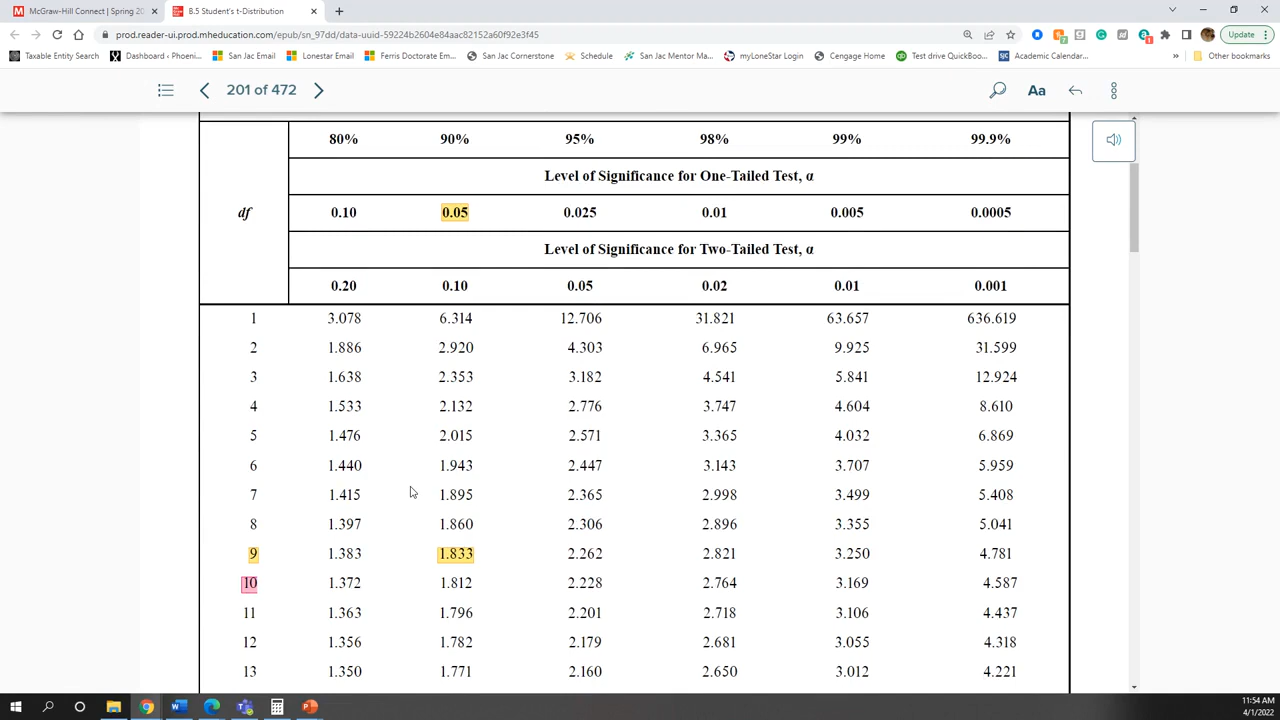 McGraw-Hill Connect | Spring 20
B.5 Student's t-Distribution
prod.reader-ui.prod.mheducation.com/epub/sn_97dd/data-uuid-59224b2604e84aac82152a60f92e3f45
Update
Taxable Entity Search
Dashboard ‹ Phoeni...
San Jac Email
Lonestar Email
Ferris Doctorate Em...
San Jac Cornerstone
Schedule
San Jac Mentor Ma...
myLoneStar Login
Cengage Home
Test drive QuickBoo...
Academic Calendar...
»
Other bookmarks
201 of 472
Aa
80% 90% 95% 98% 99% 99.9%
Level of Significance for One-Tailed Test, α
df 0.10 0.05 0.025 0.01 0.005 0.0005
Level of Significance for Two-Tailed Test, α
0.20 0.10 0.05 0.02 0.01 0.001
1 3.078 6.314 12.706 31.821 63.657 636.619
2 1.886 2.920 4.303 6.965 9.925 31.599
3 1.638 2.353 3.182 4.541 5.841 12.924
4 1.533 2.132 2.776 3.747 4.604 8.610
5 1.476 2.015 2.571 3.365 4.032 6.869
6 1.440 1.943 2.447 3.143 3.707 5.959
7 1.415 1.895 2.365 2.998 3.499 5.408
8 1.397 1.860 2.306 2.896 3.355 5.041
9 1.383 1.833 2.262 2.821 3.250 4.781
10 1.372 1.812 2.228 2.764 3.169 4.587
11 1.363 1.796 2.201 2.718 3.106 4.437
12 1.356 1.782 2.179 2.681 3.055 4.318
13 1.350 1.771 2.160 2.650 3.012 4.221
11:54 AM
4/1/2022